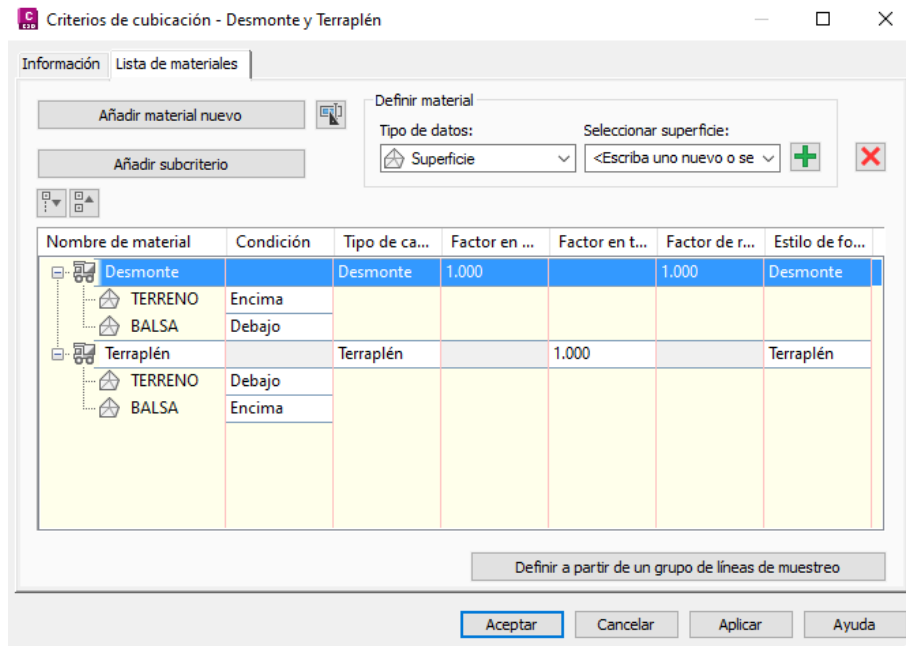 C
C3D
Criterios de cubicación - Desmonte y Terraplén
Información Lista de materiales
Añadir material nuevo
Añadir subcriterio
Definir material
Tipo de datos: Seleccionar superficie:
Superficie <Escriba uno nuevo o se
Nombre de material Condición Tipo de ca... Factor en ... Factor en t... Factor de r... Estilo de fo...
Desmonte Desmonte 1.000 1.000 Desmonte
TERRENO Encima
BALSA Debajo
Terraplén Terraplén 1.000 Terraplén
TERRENO Debajo
BALSA Encima
Definir a partir de un grupo de líneas de muestreo
Aceptar Cancelar Aplicar Ayuda